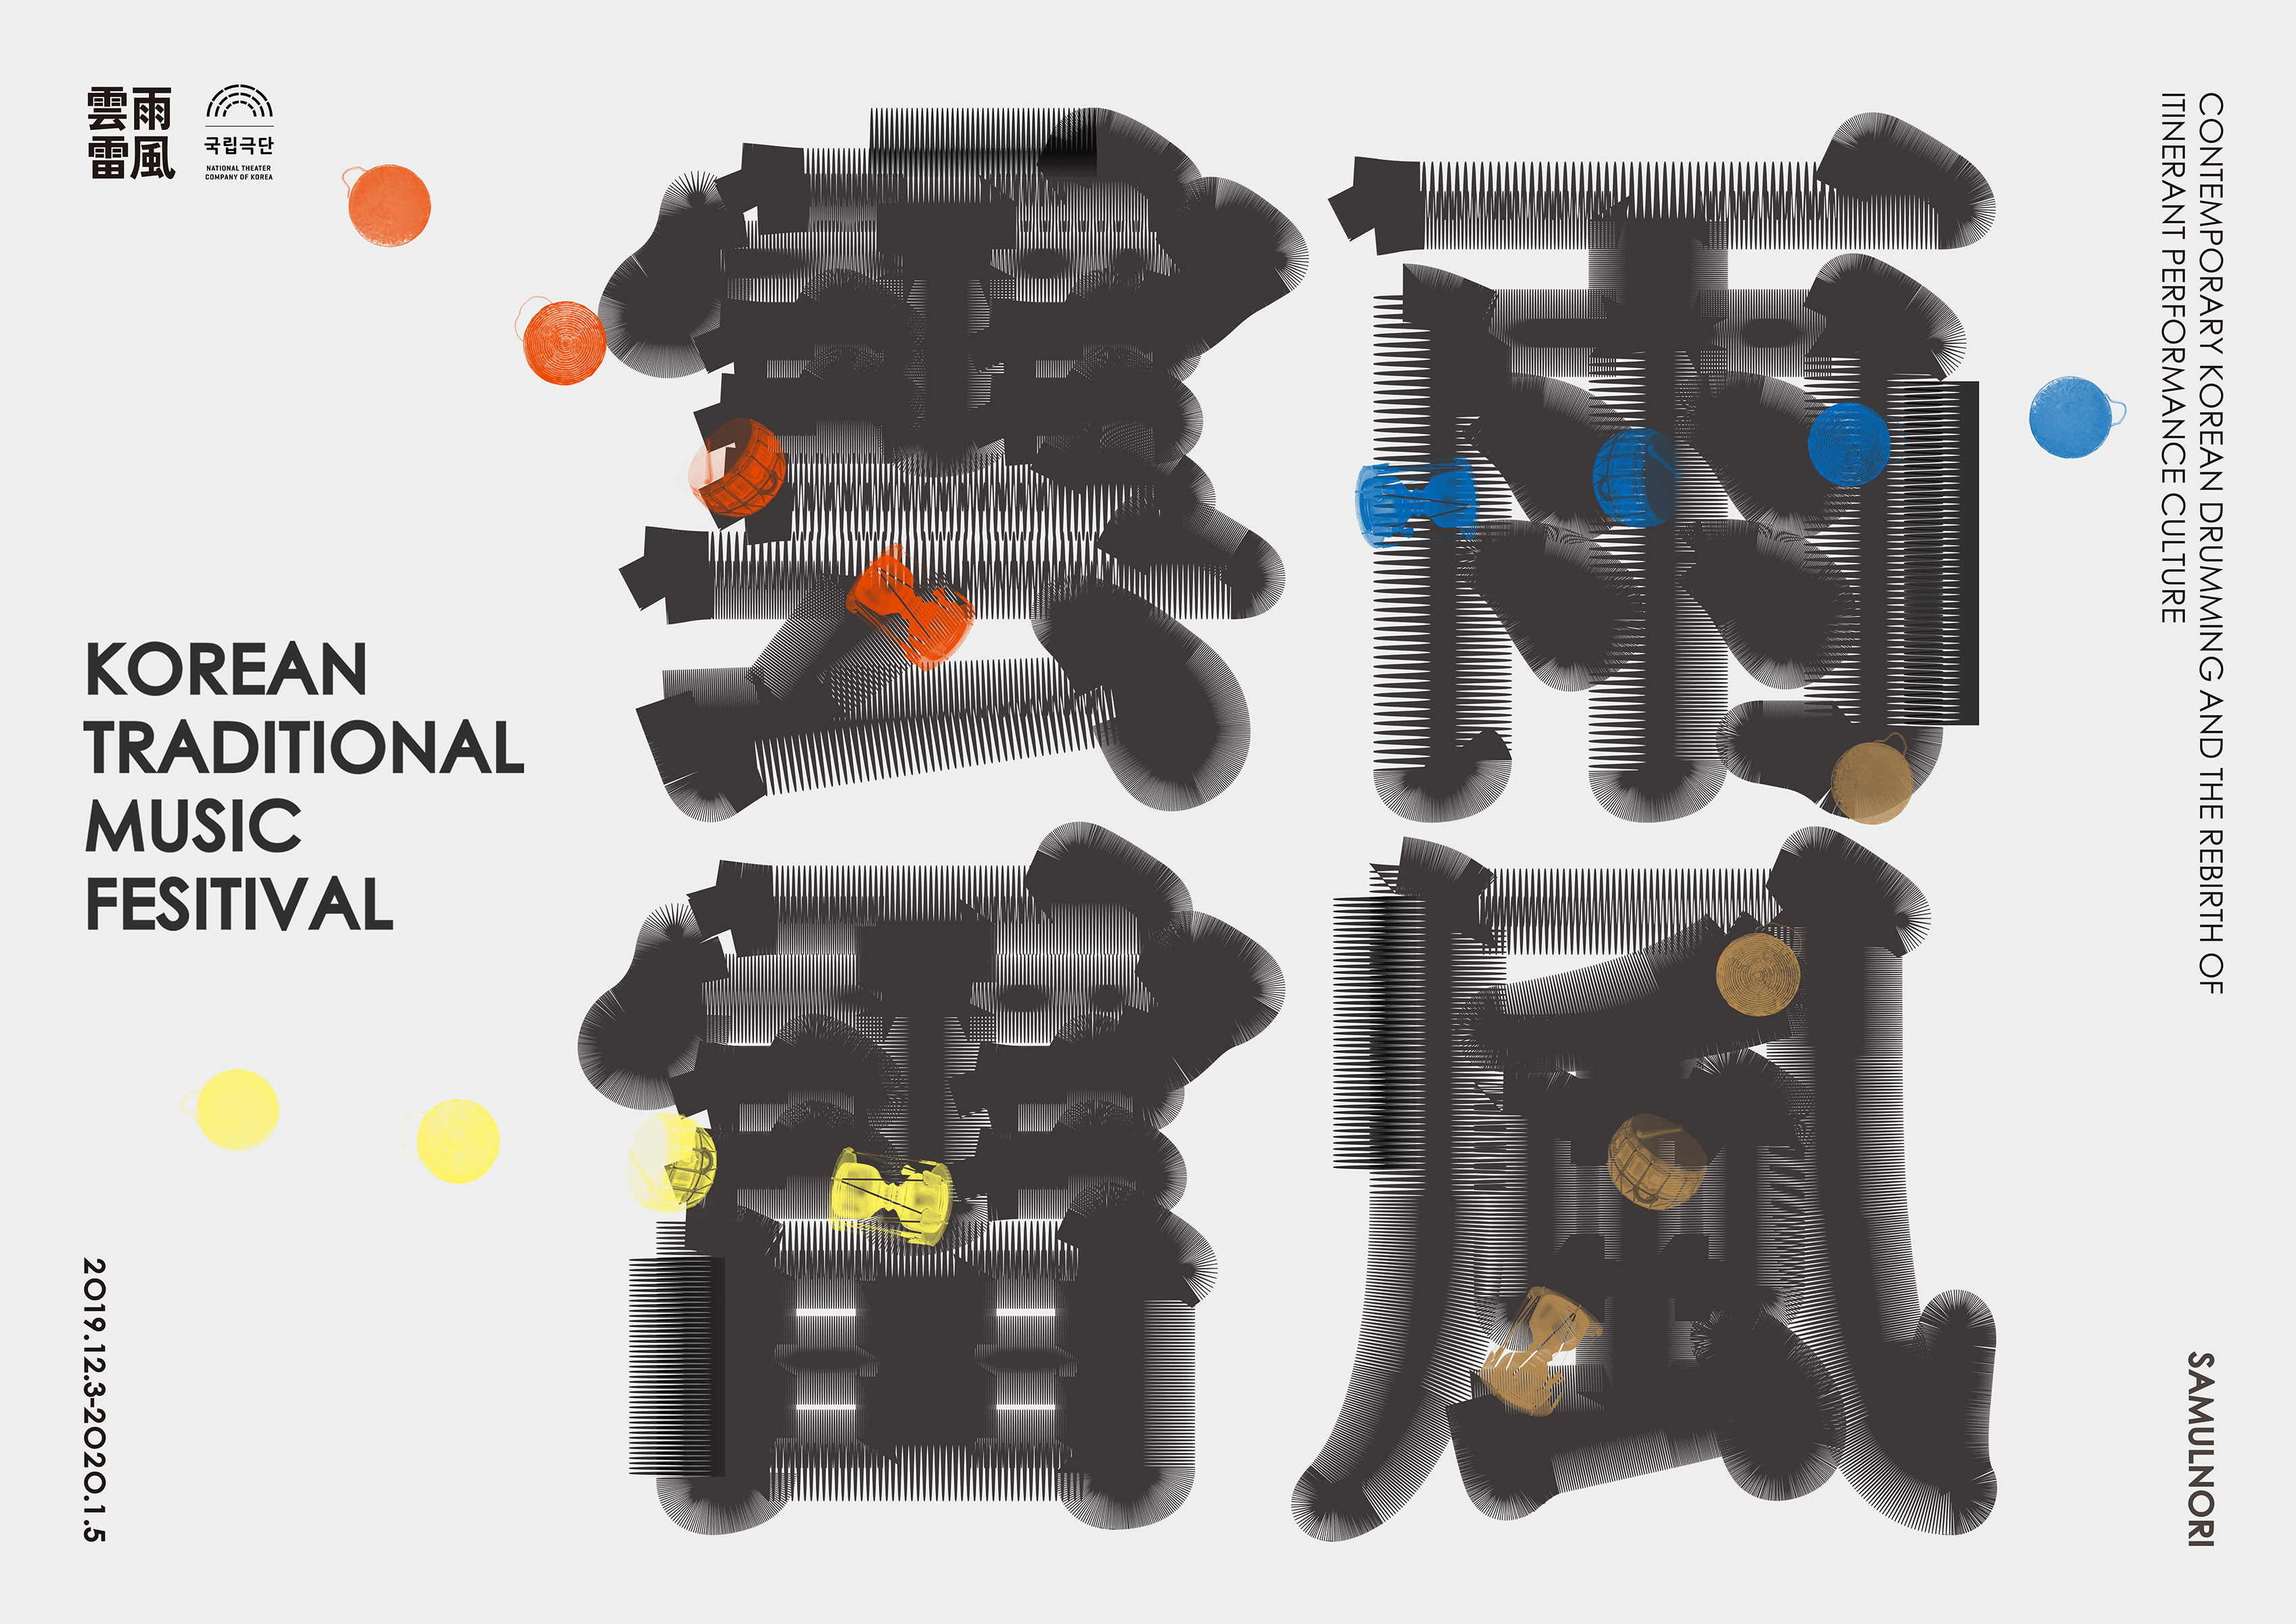 雲雨
雷風
국립극단
NATIONAL THEATER
COMPANY OF KOREA
雲雨
雷風
KOREAN
TRADITIONAL
MUSIC
FESITIVAL
2019.12.3-2020.1.5
CONTEMPORARY KOREAN DRUMMING AND THE REBIRTH OF
ITINERANT PERFORMANCE CULTURE
SAMULNORI